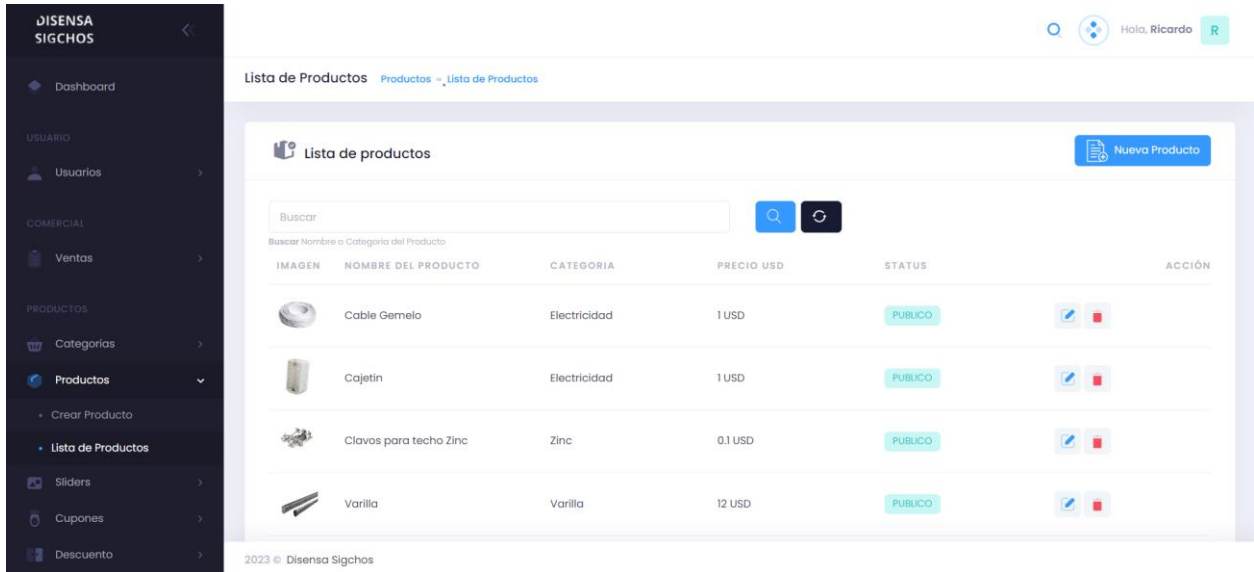 DISENSA
SIGCHOS
Hola, Ricardo R
Dashboard
USUARIO
Usuarios
COMERCIAL
Ventas
PRODUCTOS
Categorias
Productos
Crear Producto
Lista de Productos
Sliders
Cupones
Descuento
Lista de Productos Productos - Lista de Productos
Lista de productos
Nueva Producto
Buscar
Buscar Nombre o Categoria del Producto
IMAGEN NOMBRE DEL PRODUCTO CATEGORIA PRECIO USD STATUS ACCIÓN
Cable Gemelo Electricidad 1 USD PUBLICO
Cajetin Electricidad 1 USD PUBLICO
Clavos para techo Zinc Zinc 0.1 USD PUBLICO
Varilla Varilla 12 USD PUBLICO
2023 © Disensa Sigchos